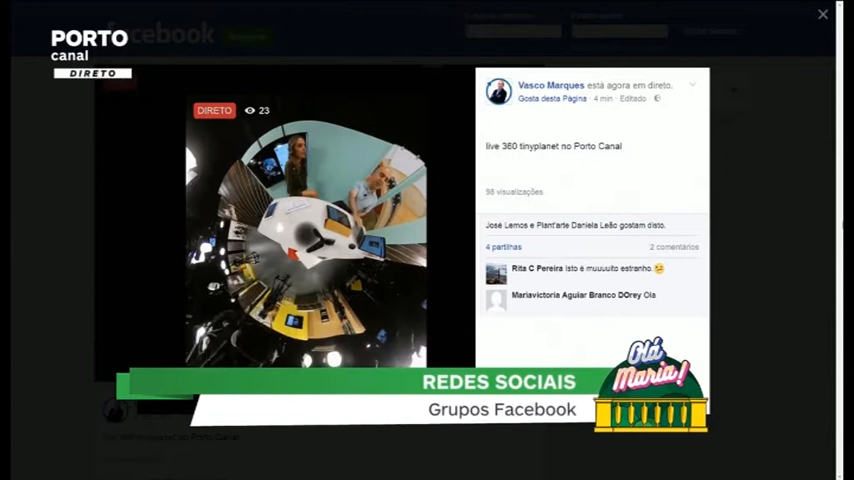 PORTO
canal
DIRETO
facebook
DIRETO 23
Vasco Marques está agora em direto.
Gosta desta Página · 4 min · Editado
live 360 tinyplanet no Porto Canal
98 visualizações
José Lemos e Plant'arte Daniela Leão gostam disto.
4 partilhas 2 comentários
Rita C Pereira Isto é muuuuito estranho.
Mariavictoria Aguiar Branco DOrey Ola
REDES SOCIAIS
Grupos Facebook
Olá
Maria!